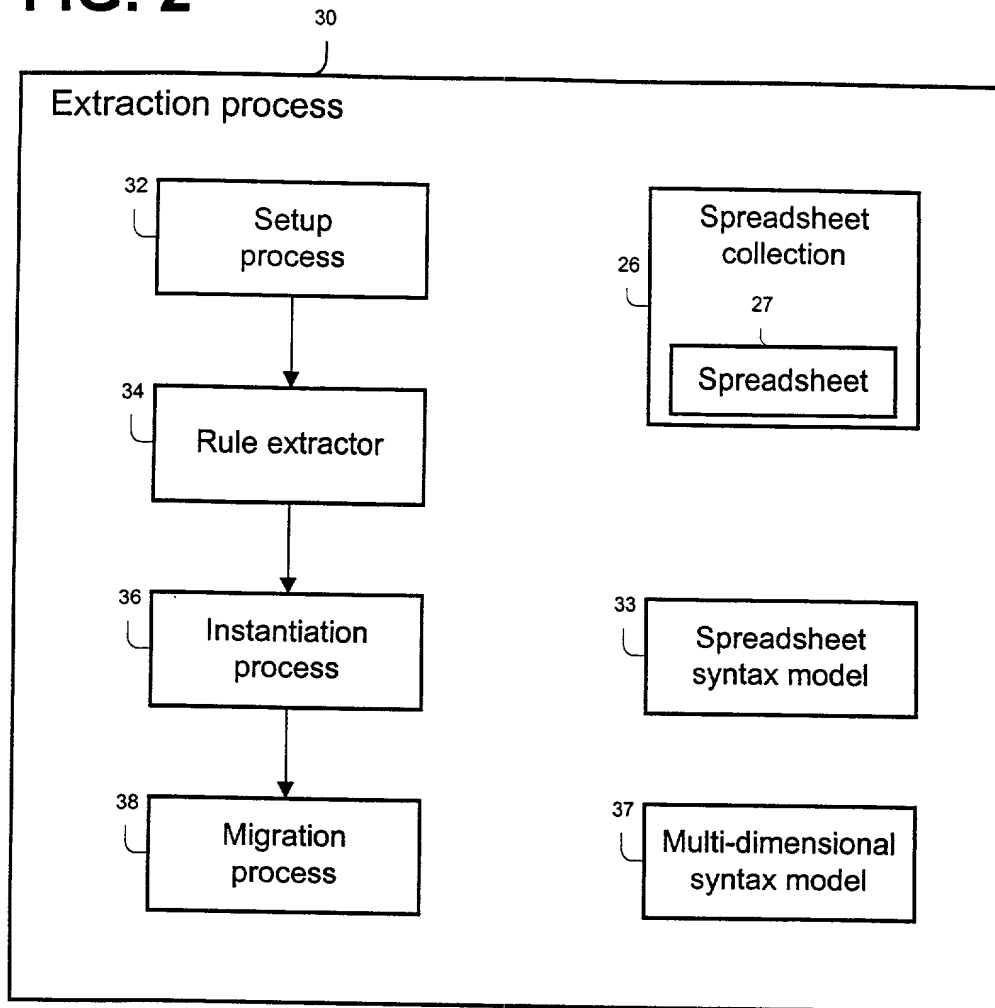 FIG. 2
30
Extraction process
32
Setup
process
34
Rule extractor
36
Instantiation
process
38
Migration
process
Spreadsheet
collection
26
27
Spreadsheet
33
Spreadsheet
syntax model
37
Multi-dimensional
syntax model